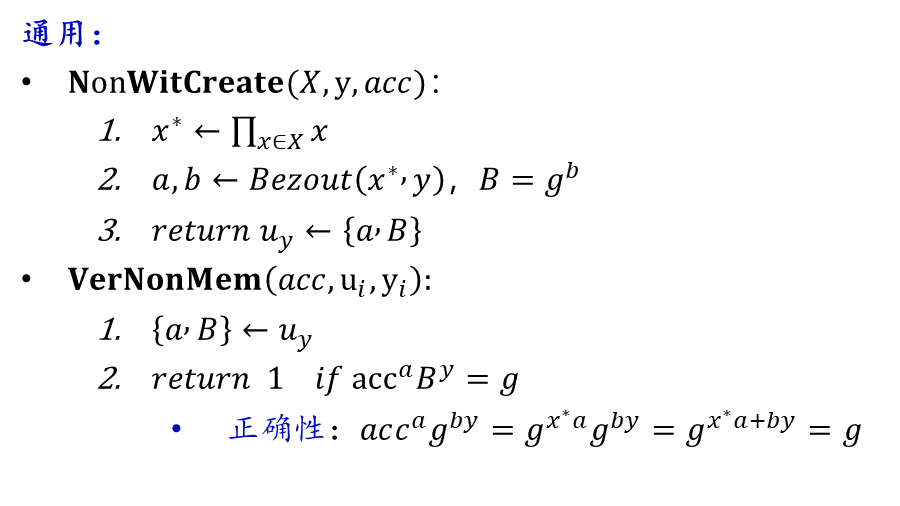 通用：
• NonWitCreate(X, y, acc)：
1. x* ← ∏_{x∈X} x
2. a, b ← Bezout(x*, y)， B = g^b
3. return u_y ← {a, B}
• VerNonMem(acc, u_i, y_i):
1. {a, B} ← u_y
2. return 1 if acc^a B^y = g
• 正确性： acc^a g^{by} = g^{x*a} g^{by} = g^{x*a+by} = g